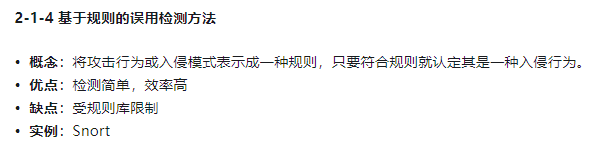 2-1-4 基于规则的误用检测方法
• 概念：将攻击行为或入侵模式表示成一种规则，只要符合规则就认定其是一种入侵行为。
• 优点：检测简单，效率高
• 缺点：受规则库限制
• 实例：Snort